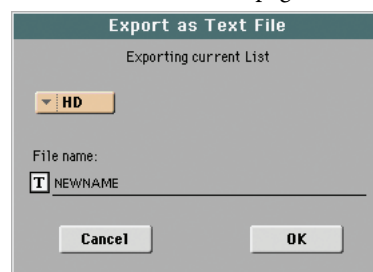 Export as Text File
Exporting current List
HD
File name:
T NEWNAME
Cancel OK